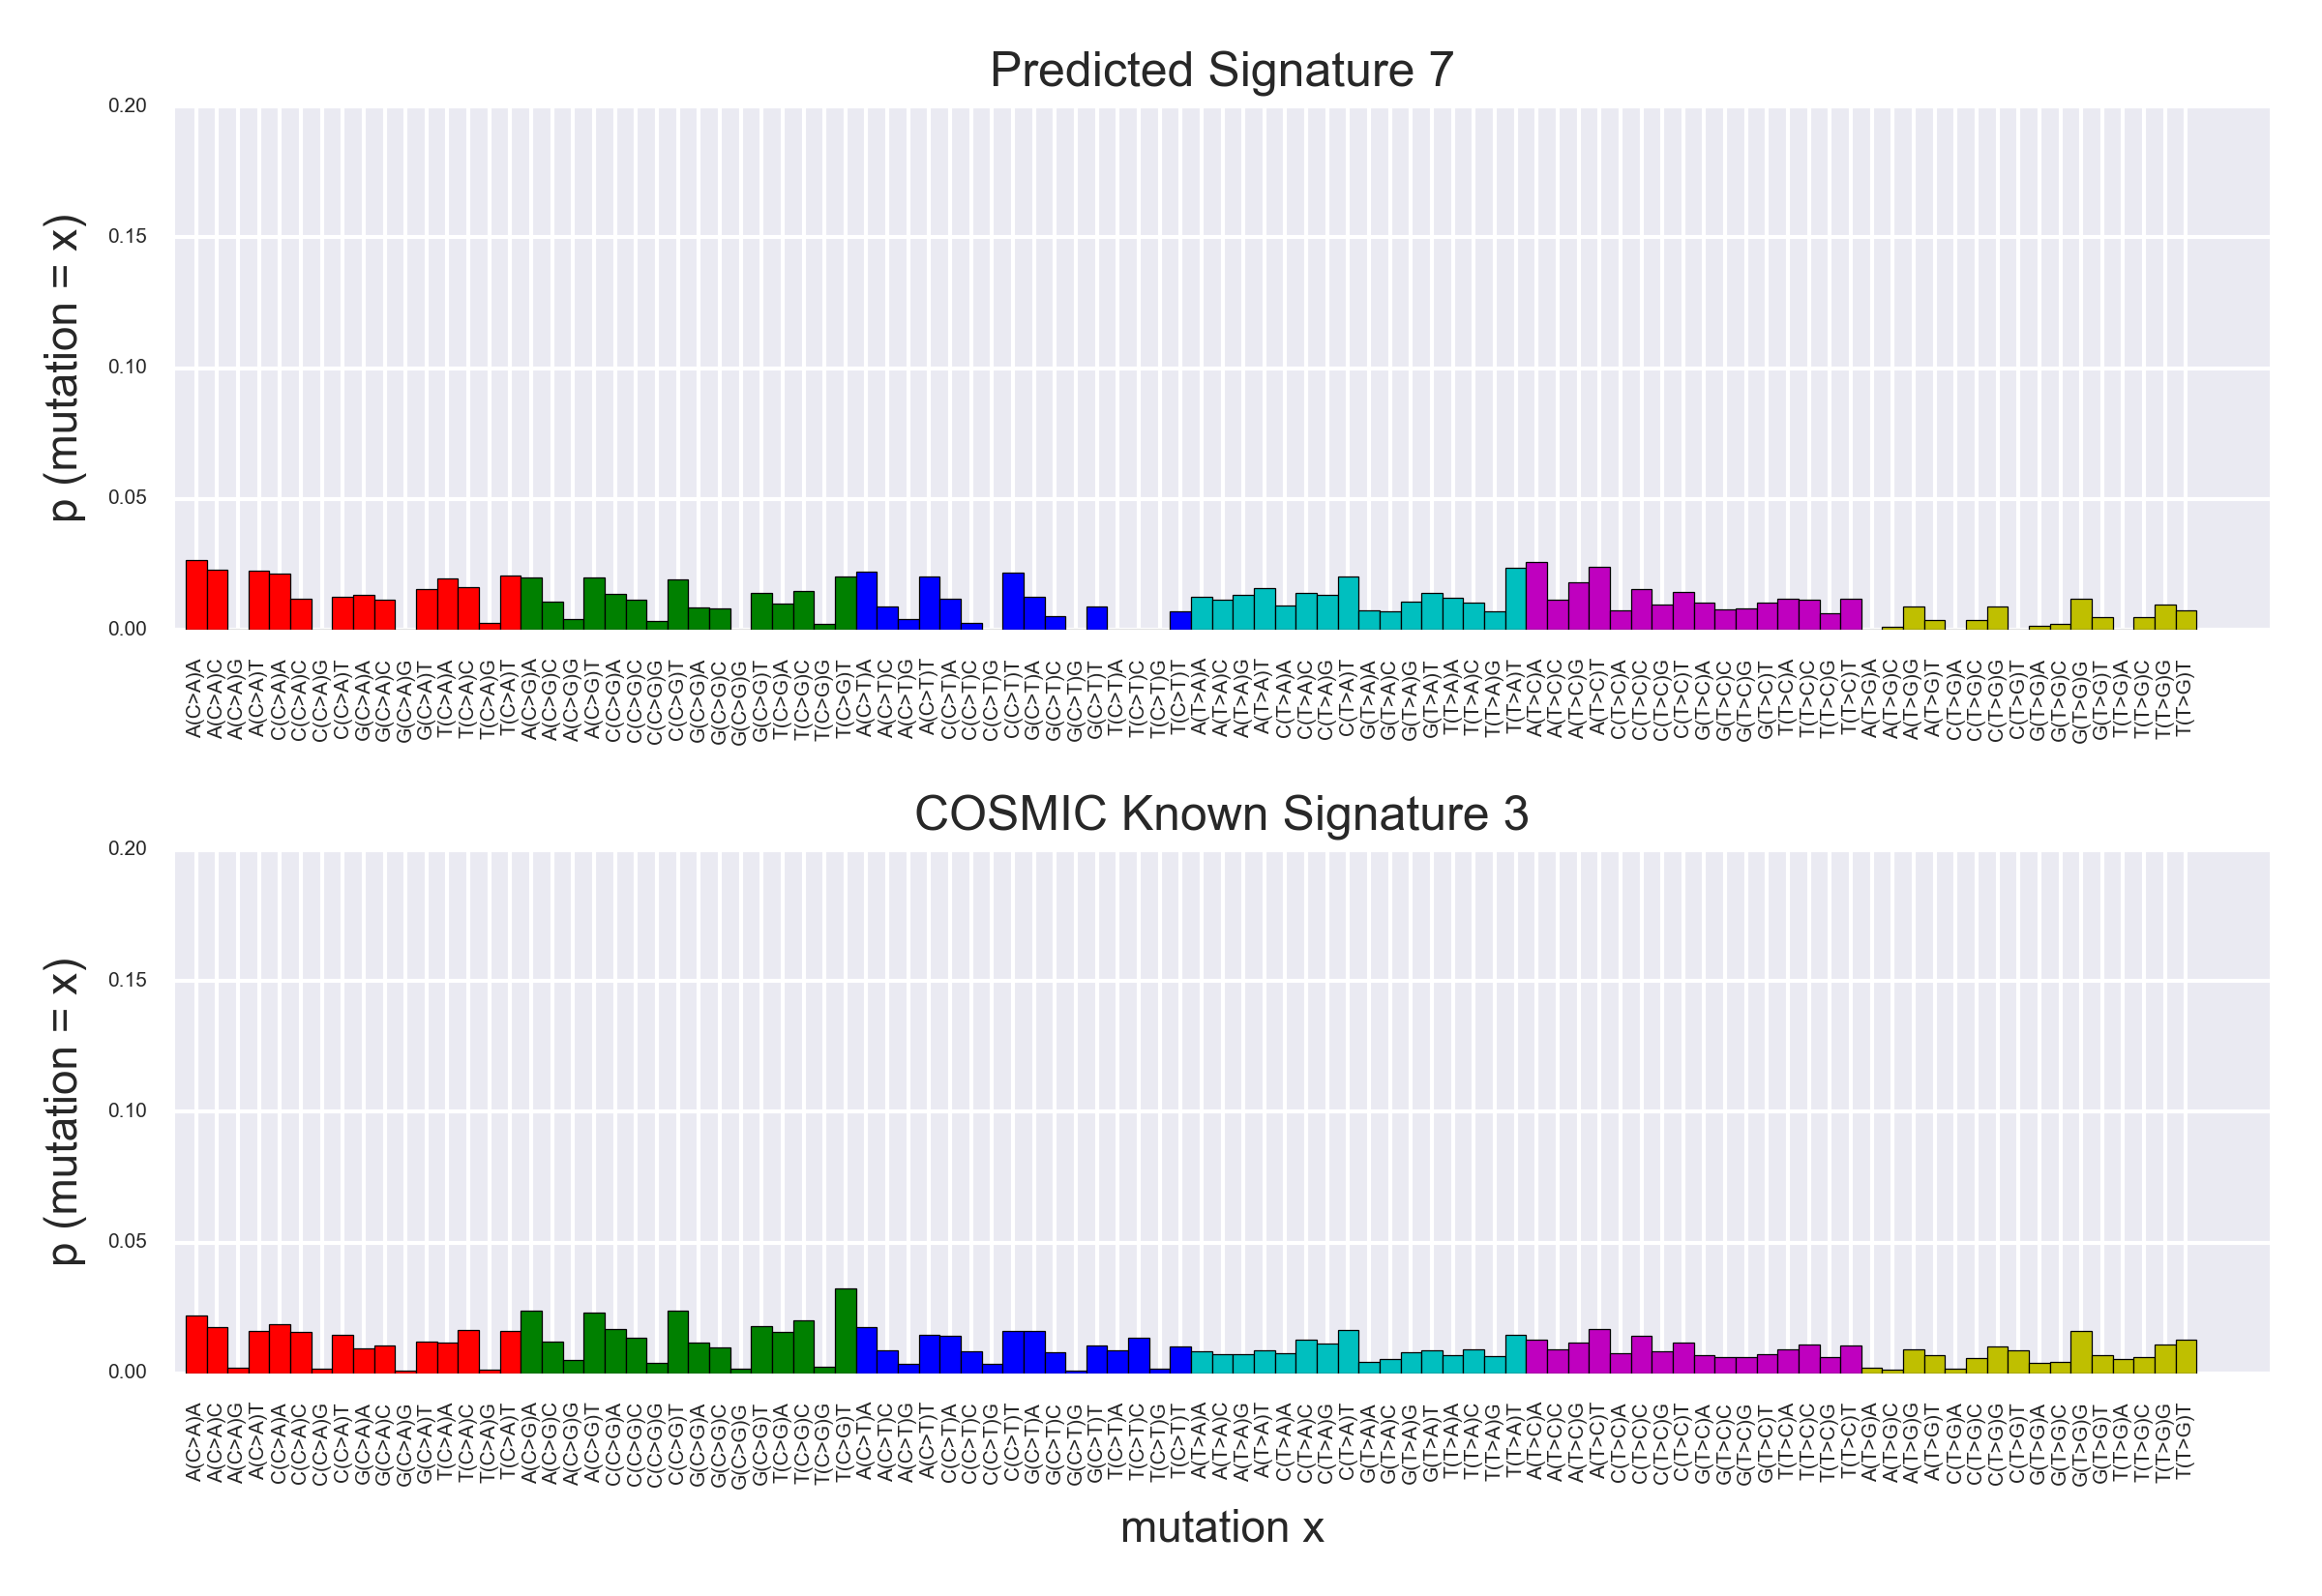 Predicted Signature 7
p (mutation = x)
0.20
0.15
0.10
0.05
0.00
A(C>A)A A(C>A)C A(C>A)G A(C>A)T C(C>A)A C(C>A)C C(C>A)G C(C>A)T G(C>A)A G(C>A)C G(C>A)G G(C>A)T T(C>A)A T(C>A)C T(C>A)G T(C>A)T A(C>G)A A(C>G)C A(C>G)G A(C>G)T C(C>G)A C(C>G)C C(C>G)G C(C>G)T G(C>G)A G(C>G)C G(C>G)G G(C>G)T T(C>G)A T(C>G)C T(C>G)G T(C>G)T A(C>T)A A(C>T)C A(C>T)G A(C>T)T C(C>T)A C(C>T)C C(C>T)G C(C>T)T G(C>T)A G(C>T)C G(C>T)G G(C>T)T T(C>T)A T(C>T)C T(C>T)G T(C>T)T A(T>A)A A(T>A)C A(T>A)G A(T>A)T C(T>A)A C(T>A)C C(T>A)G C(T>A)T G(T>A)A G(T>A)C G(T>A)G G(T>A)T T(T>A)A T(T>A)C T(T>A)G T(T>A)T A(T>C)A A(T>C)C A(T>C)G A(T>C)T C(T>C)A C(T>C)C C(T>C)G C(T>C)T G(T>C)A G(T>C)C G(T>C)G G(T>C)T T(T>C)A T(T>C)C T(T>C)G T(T>C)T A(T>G)A A(T>G)C A(T>G)G A(T>G)T C(T>G)A C(T>G)C C(T>G)G C(T>G)T G(T>G)A G(T>G)C G(T>G)G G(T>G)T T(T>G)A T(T>G)C T(T>G)G T(T>G)T
COSMIC Known Signature 3
p (mutation = x)
0.20
0.15
0.10
0.05
0.00
A(C>A)A A(C>A)C A(C>A)G A(C>A)T C(C>A)A C(C>A)C C(C>A)G C(C>A)T G(C>A)A G(C>A)C G(C>A)G G(C>A)T T(C>A)A T(C>A)C T(C>A)G T(C>A)T A(C>G)A A(C>G)C A(C>G)G A(C>G)T C(C>G)A C(C>G)C C(C>G)G C(C>G)T G(C>G)A G(C>G)C G(C>G)G G(C>G)T T(C>G)A T(C>G)C T(C>G)G T(C>G)T A(C>T)A A(C>T)C A(C>T)G A(C>T)T C(C>T)A C(C>T)C C(C>T)G C(C>T)T G(C>T)A G(C>T)C G(C>T)G G(C>T)T T(C>T)A T(C>T)C T(C>T)G T(C>T)T A(T>A)A A(T>A)C A(T>A)G A(T>A)T C(T>A)A C(T>A)C C(T>A)G C(T>A)T G(T>A)A G(T>A)C G(T>A)G G(T>A)T T(T>A)A T(T>A)C T(T>A)G T(T>A)T A(T>C)A A(T>C)C A(T>C)G A(T>C)T C(T>C)A C(T>C)C C(T>C)G C(T>C)T G(T>C)A G(T>C)C G(T>C)G G(T>C)T T(T>C)A T(T>C)C T(T>C)G T(T>C)T A(T>G)A A(T>G)C A(T>G)G A(T>G)T C(T>G)A C(T>G)C C(T>G)G C(T>G)T G(T>G)A G(T>G)C G(T>G)G G(T>G)T T(T>G)A T(T>G)C T(T>G)G T(T>G)T
mutation x